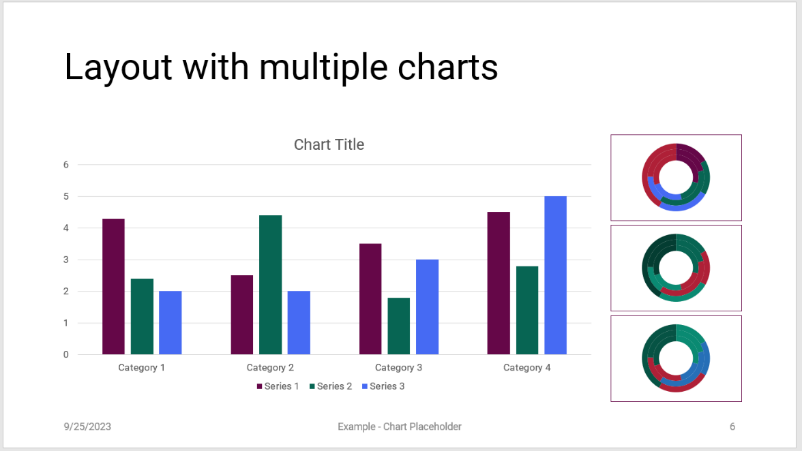 Layout with multiple charts
Chart Title
6
5
4
3
2
1
0
Category 1 Category 2 Category 3 Category 4
Series 1 Series 2 Series 3
9/25/2023 Example - Chart Placeholder 6